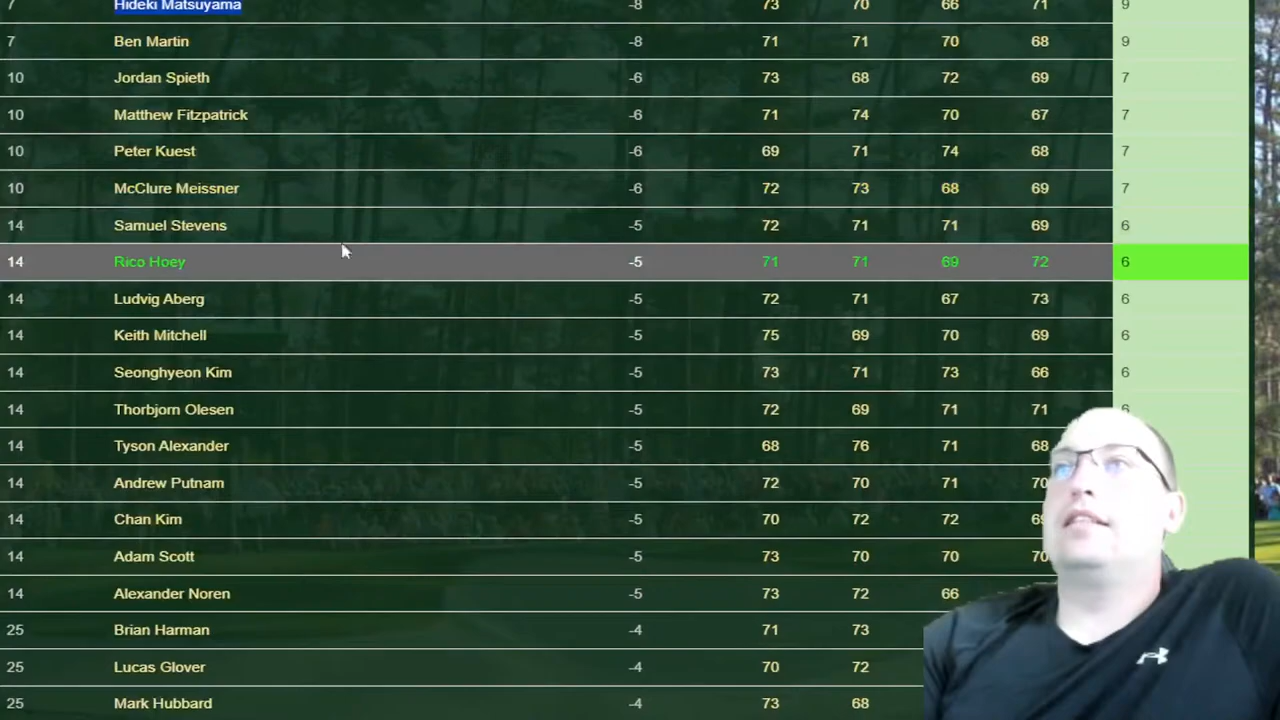 7 Hideki Matsuyama -8 73 70 66 71 9
7 Ben Martin -8 71 71 70 68 9
10 Jordan Spieth -6 73 68 72 69 7
10 Matthew Fitzpatrick -6 71 74 70 67 7
10 Peter Kuest -6 69 71 74 68 7
10 McClure Meissner -6 72 73 68 69 7
14 Samuel Stevens -5 72 71 71 69 6
14 Rico Hoey -5 71 71 69 72 6
14 Ludvig Aberg -5 72 71 67 73 6
14 Keith Mitchell -5 75 69 70 69 6
14 Seonghyeon Kim -5 73 71 73 66 6
14 Thorbjorn Olesen -5 72 69 71 71 6
14 Tyson Alexander -5 68 76 71 68
14 Andrew Putnam -5 72 70 71 70
14 Chan Kim -5 70 72 72 69
14 Adam Scott -5 73 70 70 70
14 Alexander Noren -5 73 72 66
25 Brian Harman -4 71 73
25 Lucas Glover -4 70 72
25 Mark Hubbard -4 73 68